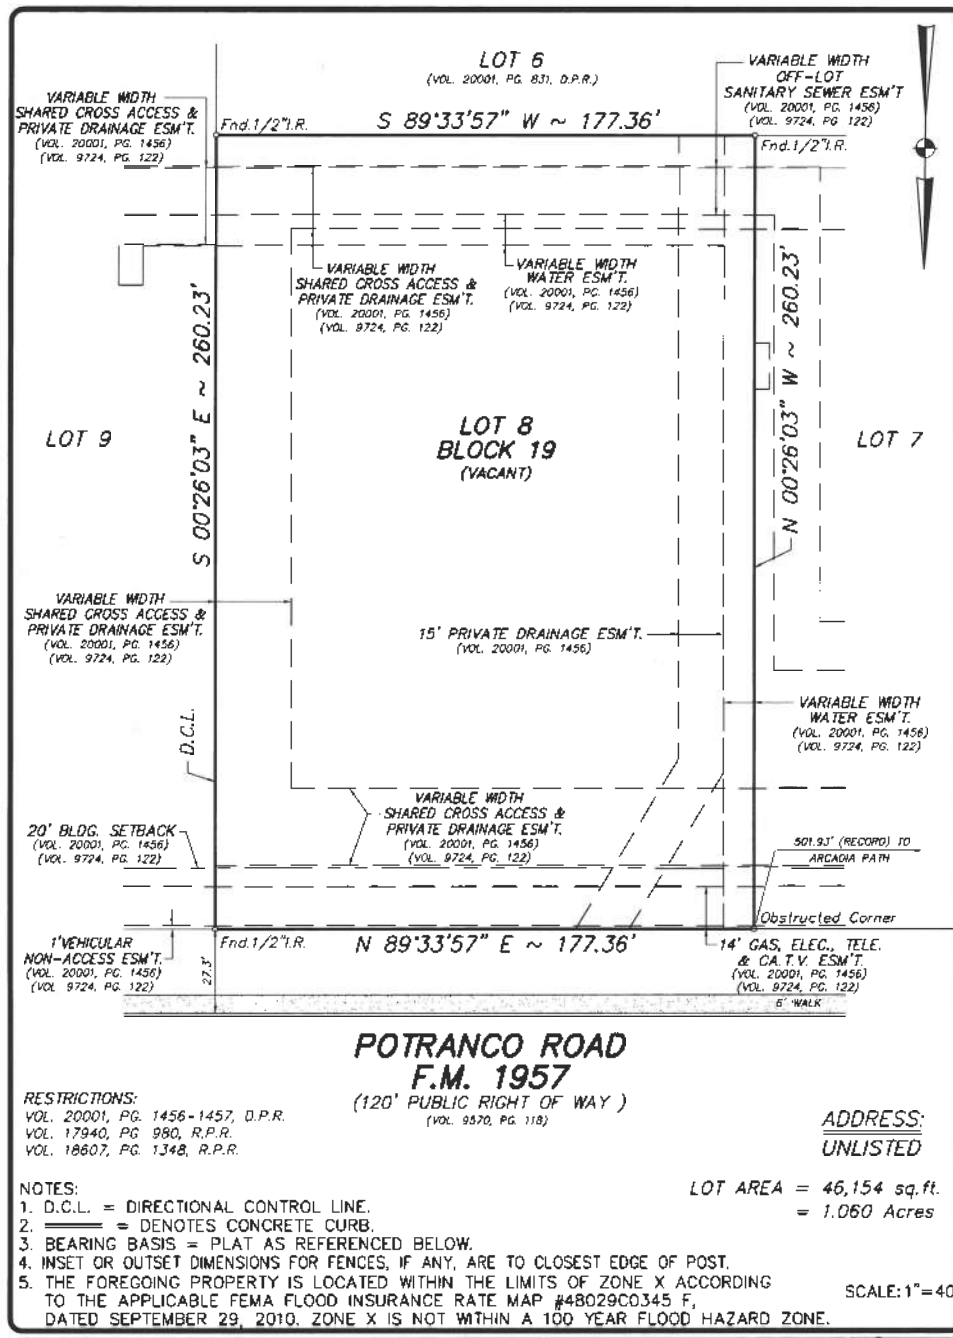 LOT 6
(VOL. 20001, PG. 831, D.P.R.)
VARIABLE WIDTH
OFF-LOT
SANITARY SEWER ESM'T
(VOL. 20001, PG. 1456)
(VOL. 9724, PG. 122)
VARIABLE WIDTH
SHARED CROSS ACCESS &
PRIVATE DRAINAGE ESM'T.
(VOL. 20001, PG. 1456)
(VOL. 9724, PG. 122)
Fnd.1/2"I.R.
S 89°33'57" W ~ 177.36'
Fnd.1/2"I.R.
VARIABLE WIDTH
SHARED CROSS ACCESS &
PRIVATE DRAINAGE ESM'T.
(VOL. 20001, PG. 1456)
(VOL. 9724, PG. 122)
VARIABLE WIDTH
WATER ESM'T.
(VOL. 20001, PG. 1456)
(VOL. 9724, PG. 122)
S 00°26'03" E ~ 260.23'
N 00°26'03" W ~ 260.23'
LOT 9
LOT 8
BLOCK 19
(VACANT)
LOT 7
VARIABLE WIDTH
SHARED CROSS ACCESS &
PRIVATE DRAINAGE ESM'T.
(VOL. 20001, PG. 1456)
(VOL. 9724, PG. 122)
15' PRIVATE DRAINAGE ESM'T.
(VOL. 20001, PG. 1456)
D.C.L.
VARIABLE WIDTH
WATER ESM'T.
(VOL. 20001, PG. 1456)
(VOL. 9724, PG. 122)
VARIABLE WIDTH
SHARED CROSS ACCESS &
PRIVATE DRAINAGE ESM'T.
(VOL. 20001, PG. 1456)
(VOL. 9724, PG. 122)
20' BLDG. SETBACK
(VOL. 20001, PG. 1456)
(VOL. 9724, PG. 122)
501.93' (RECORD) TO
ARCADIA PATH
Obstructed Corner
1'VEHICULAR
NON-ACCESS ESM'T.
(VOL. 20001, PG. 1456)
(VOL 9724, PG. 122)
27.3'
Fnd.1/2"I.R.
N 89°33'57" E ~ 177.36'
14' GAS, ELEC., TELE.
& CA.T.V. ESM'T.
(VOL. 20001, PG. 1456)
(VOL. 9724, PG. 122)
6' WALK
POTRANCO ROAD
F.M. 1957
(120' PUBLIC RIGHT OF WAY )
(VOL. 9570, PG. 118)
RESTRICTIONS:
VOL. 20001, PG. 1456-1457, D.P.R.
VOL. 17940, PG 980, R.P.R.
VOL. 18607, PG. 1348, R.P.R.
ADDRESS:
UNLISTED
LOT AREA = 46,154 sq.ft.
= 1.060 Acres
NOTES:
1. D.C.L. = DIRECTIONAL CONTROL LINE.
2. = DENOTES CONCRETE CURB.
3. BEARING BASIS = PLAT AS REFERENCED BELOW.
4. INSET OR OUTSET DIMENSIONS FOR FENCES, IF ANY, ARE TO CLOSEST EDGE OF POST.
5. THE FOREGOING PROPERTY IS LOCATED WITHIN THE LIMITS OF ZONE X ACCORDING
TO THE APPLICABLE FEMA FLOOD INSURANCE RATE MAP #48029C0345 F,
DATED SEPTEMBER 29, 2010. ZONE X IS NOT WITHIN A 100 YEAR FLOOD HAZARD ZONE.
SCALE: 1"=40